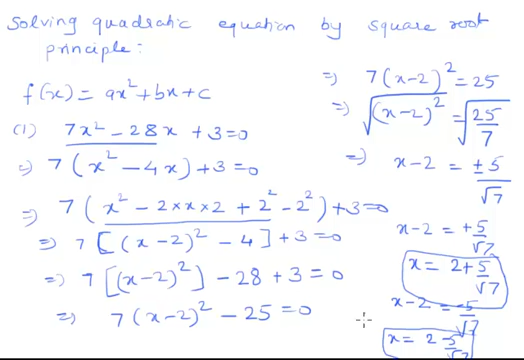 Solving quadratic equation by square root
principle:
f(x) = ax² + bx + c
(1) 7x² – 28x + 3 = 0
⇒ 7(x² – 4x) + 3 = 0
⇒ 7(x² – 2×x×2 + 2² – 2²) + 3 = 0
⇒ 7[(x – 2)² – 4] + 3 = 0
⇒ 7[(x – 2)²] – 28 + 3 = 0
⇒ 7(x – 2)² – 25 = 0
⇒ 7(x – 2)² = 25
⇒ √(x – 2)² = √25/7
⇒ x – 2 = ±5/√7
x – 2 = +5/√7
x = 2 + 5/√7
x – 2 = –5/√7
x = 2 – 5/√7